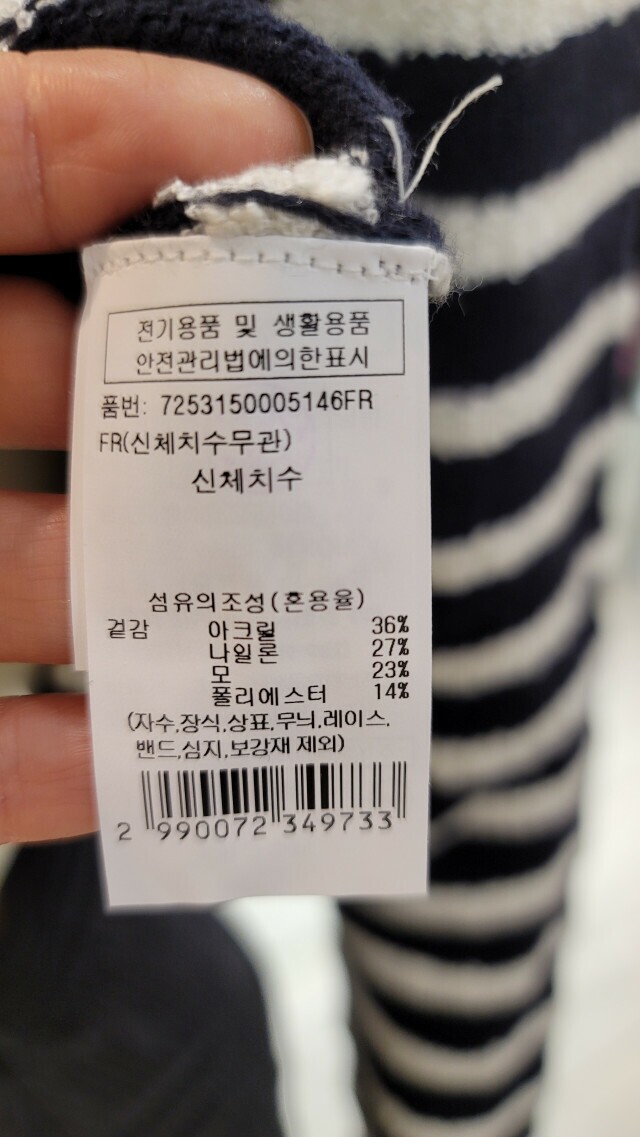 전기용품 및 생활용품
안전관리법에의한표시
품번: 7253150005146FR
FR(신체치수무관)
신체치수
섬유의조성(혼용율)
겉감 아크릴 36%
나일론 27%
모 23%
폴리에스터 14%
(자수,장식,상표,무늬,레이스,
밴드,심지,보강재 제외)
2 990072 349733